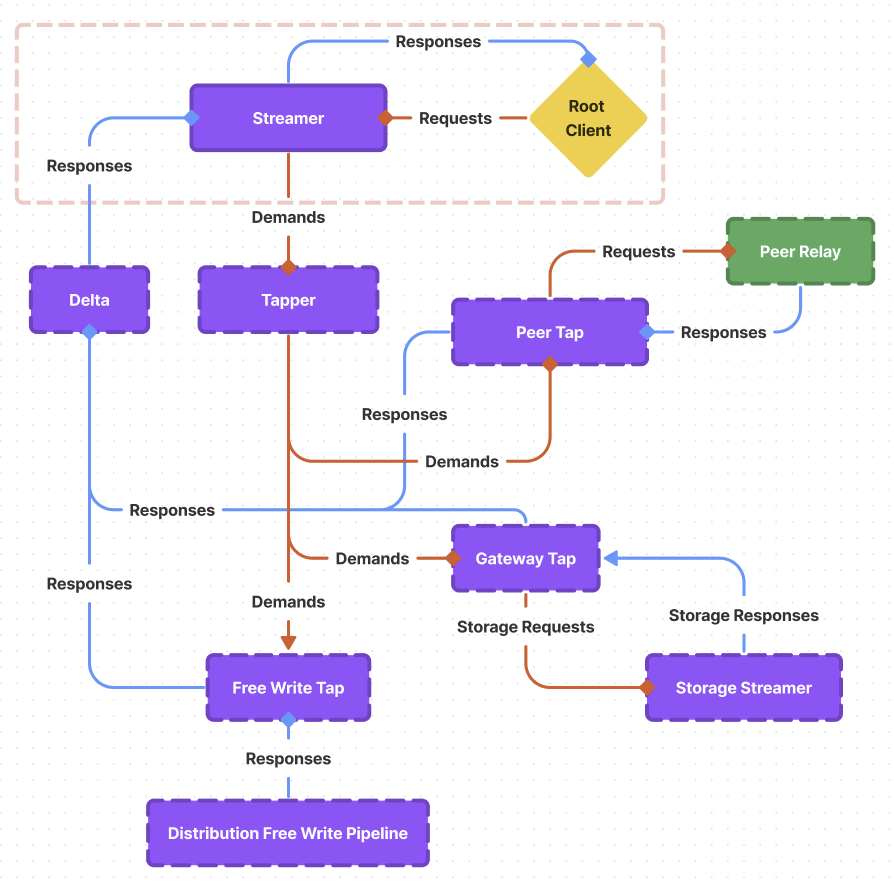 Responses
Root
Client
Streamer
Requests
Responses
Demands
Requests
Peer Relay
Delta
Tapper
Peer Tap
Responses
Responses
Demands
Responses
Demands
Gateway Tap
Responses
Demands
Storage Requests
Storage Responses
Free Write Tap
Storage Streamer
Responses
Distribution Free Write Pipeline